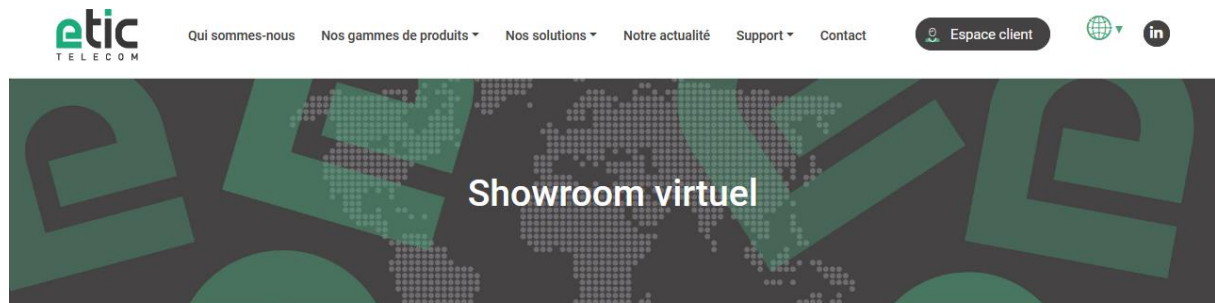 etic
TELECOM
Qui sommes-nous Nos gammes de produits Nos solutions Notre actualité Support Contact Espace client in
Showroom virtuel